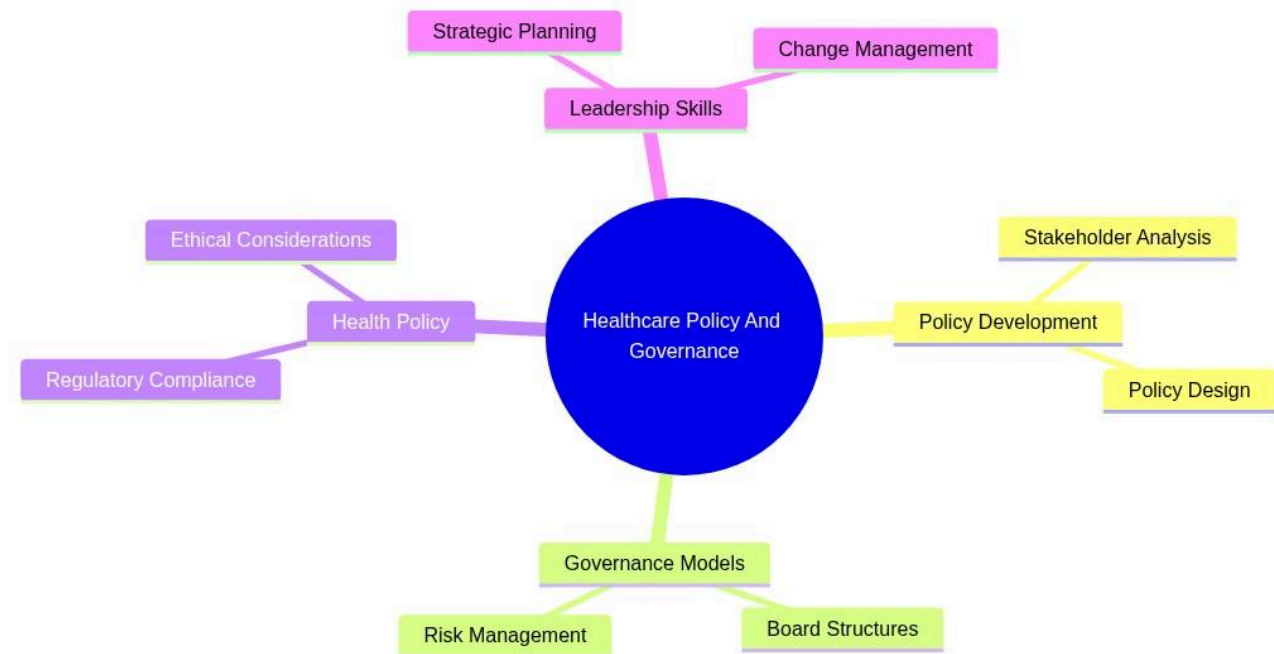 Strategic Planning
Change Management
Leadership Skills
Ethical Considerations
Stakeholder Analysis
Health Policy
Healthcare Policy And
Governance
Policy Development
Regulatory Compliance
Policy Design
Governance Models
Risk Management
Board Structures